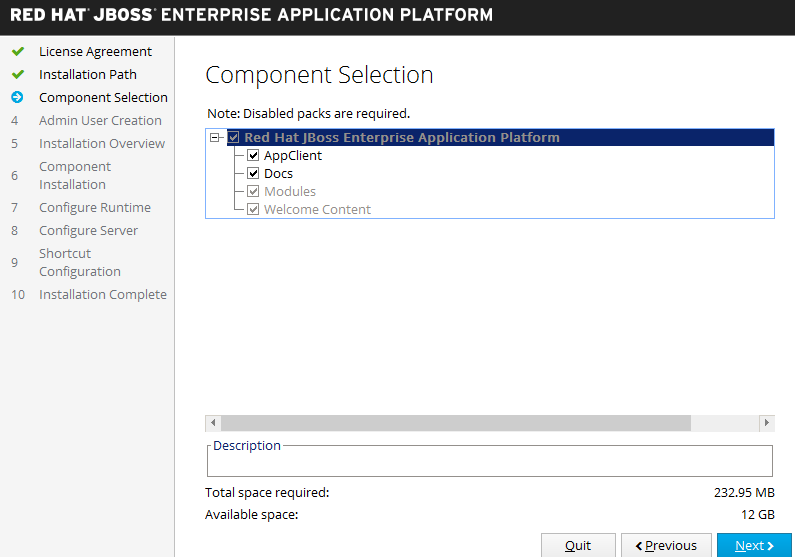 RED HAT® JBOSS® ENTERPRISE APPLICATION PLATFORM
License Agreement
Installation Path
Component Selection
4 Admin User Creation
5 Installation Overview
6 Component
Installation
7 Configure Runtime
8 Configure Server
9 Shortcut
Configuration
10 Installation Complete
Component Selection
Note: Disabled packs are required.
Red Hat JBoss Enterprise Application Platform
AppClient
Docs
Modules
Welcome Content
Description
Total space required: 232.95 MB
Available space: 12 GB
Quit
Previous
Next